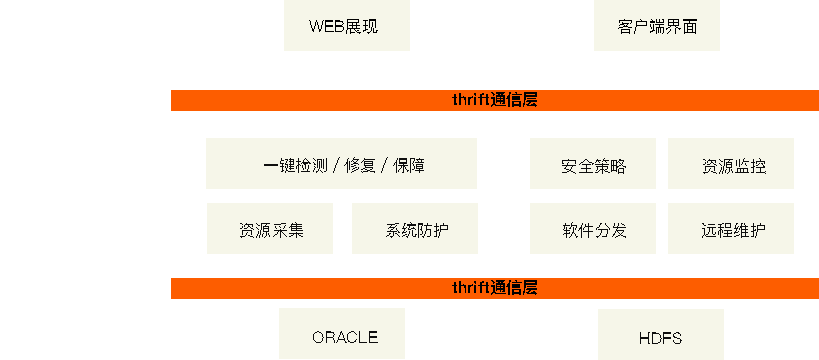 WEB展现
客户端界面
thrift通信层
一键检测 / 修复 / 保障
安全策略
资源监控
资源采集
系统防护
软件分发
远程维护
thrift通信层
ORACLE
HDFS